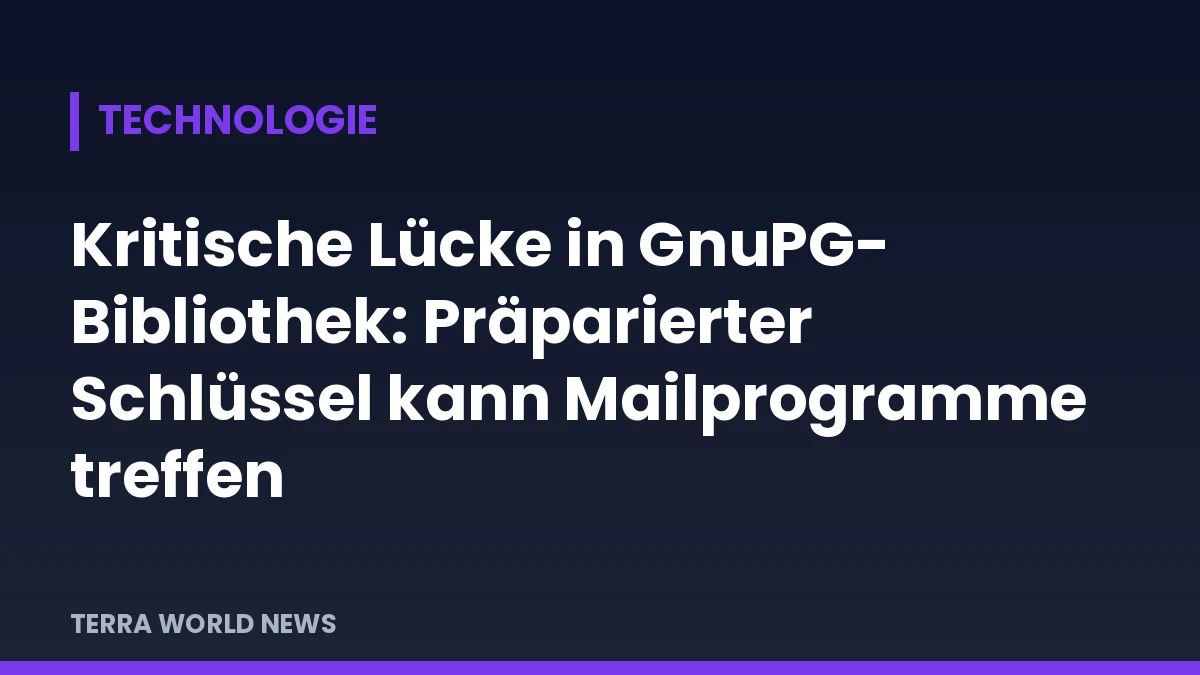 TECHNOLOGIE
Kritische Lücke in GnuPG-
Bibliothek: Präparierter
Schlüssel kann Mailprogramme
treffen
TERRA WORLD NEWS